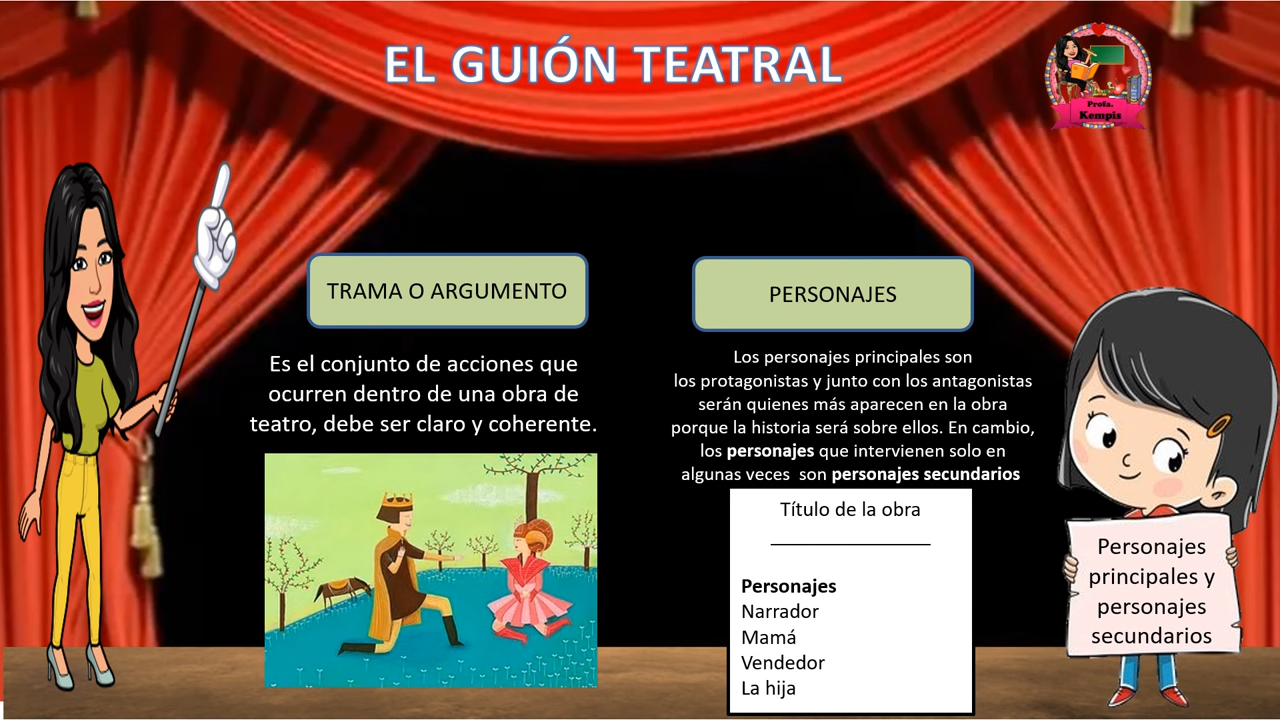 EL GUIÓN TEATRAL
Profa.
Kempis
TRAMA O ARGUMENTO
Es el conjunto de acciones que
ocurren dentro de una obra de
teatro, debe ser claro y coherente.
PERSONAJES
Los personajes principales son
los protagonistas y junto con los antagonistas
serán quienes más aparecen en la obra
porque la historia será sobre ellos. En cambio,
los personajes que intervienen solo en
algunas veces  son personajes secundarios
Título de la obra
________________
Personajes
Narrador
Mamá
Vendedor
La hija
Personajes
principales y
personajes
secundarios